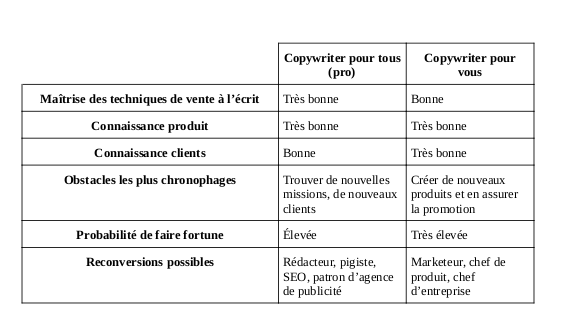 Copywriter pour tous Copywriter pour
(pro) vous
Maîtrise des techniques de vente à l’écrit Très bonne Bonne
Connaissance produit Très bonne Très bonne
Connaissance clients Bonne Très bonne
Obstacles les plus chronophages Trouver de nouvelles Créer de nouveaux
missions, de nouveaux produits et en assurer
clients la promotion
Probabilité de faire fortune Élevée Très élevée
Reconversions possibles Rédacteur, pigiste, Marketeur, chef de
SEO, patron d’agence produit, chef
de publicité d’entreprise